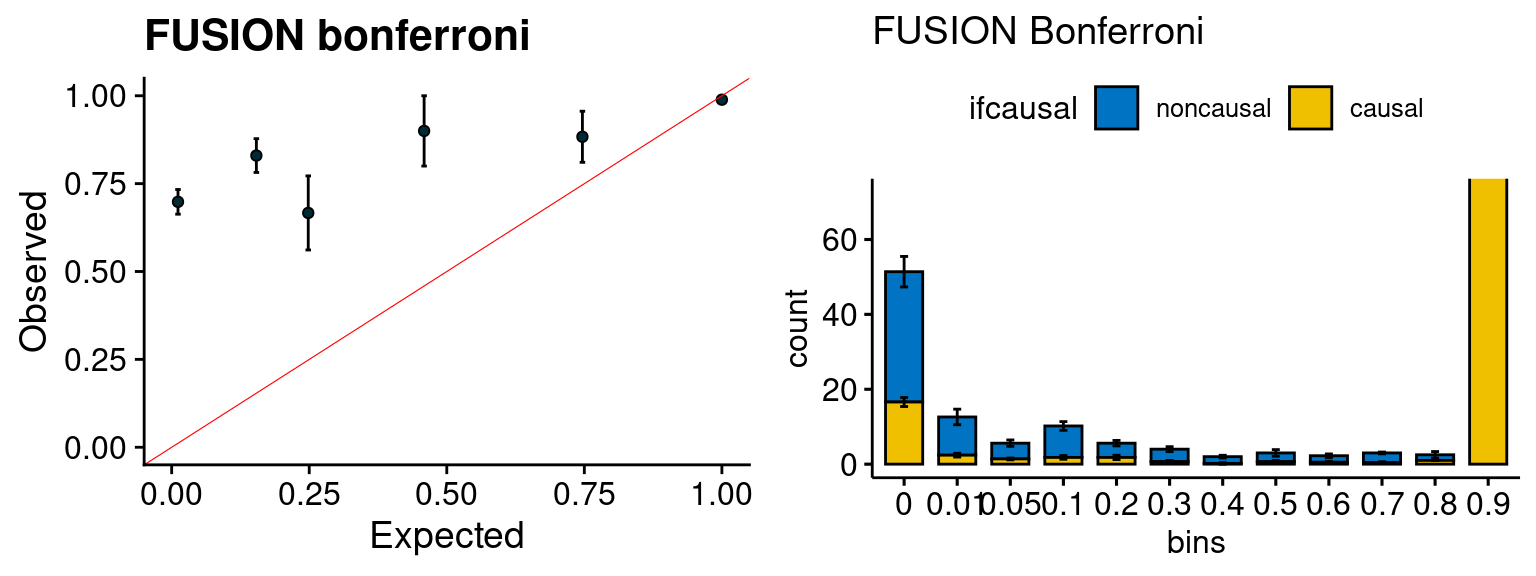 FUSION bonferroni
1.00
0.75
0.50
0.25
0.00
Observed
0.00 0.25 0.50 0.75 1.00
Expected
FUSION Bonferroni
ifcausal noncausal causal
60
40
20
0
count
0 0.01 0.05 0.1 0.2 0.3 0.4 0.5 0.6 0.7 0.8 0.9
bins